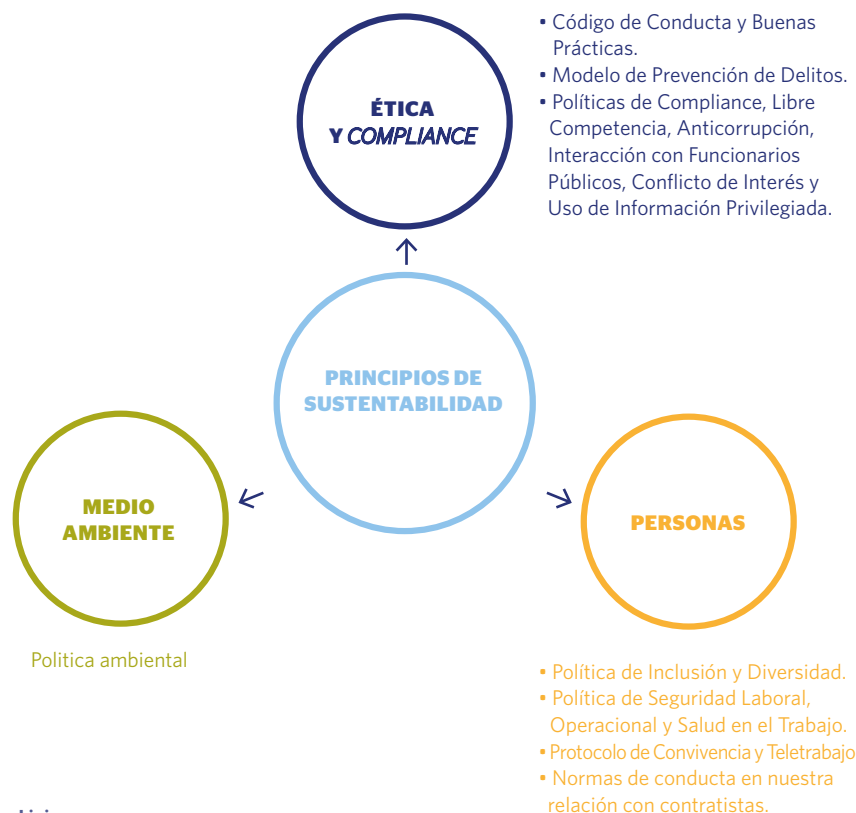 • Código de Conducta y Buenas
Prácticas.
• Modelo de Prevención de Delitos.
• Políticas de Compliance, Libre
Competencia, Anticorrupción,
Interacción con Funcionarios
Públicos, Conflicto de Interés y
Uso de Información Privilegiada.
ÉTICA
Y COMPLIANCE
PRINCIPIOS DE
SUSTENTABILIDAD
MEDIO
AMBIENTE
Politica ambiental
PERSONAS
• Política de Inclusión y Diversidad.
• Política de Seguridad Laboral,
Operacional y Salud en el Trabajo.
• Protocolo de Convivencia y Teletrabajo
• Normas de conducta en nuestra
relación con contratistas.